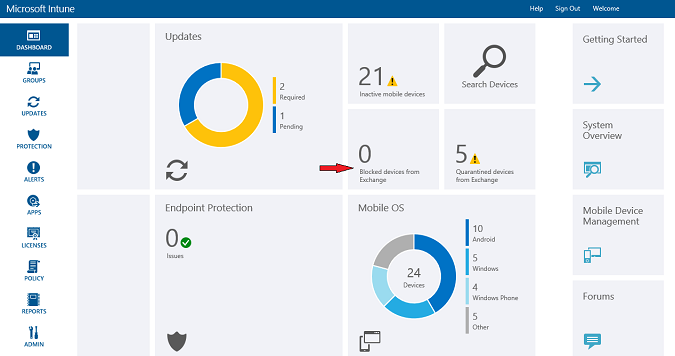 Microsoft Intune
Help Sign Out Welcome
DASHBOARD
GROUPS
UPDATES
PROTECTION
ALERTS
APPS
LICENSES
POLICY
REPORTS
ADMIN
Updates
2
Required
1
Pending
21
Inactive mobile devices
Search Devices
0
Blocked devices from
Exchange
5
Quarantined devices
from Exchange
Endpoint Protection
0
Issues
Mobile OS
24
Devices
10
Android
5
Windows
4
Windows Phone
5
Other
Getting Started
System
Overview
Mobile Device
Management
Forums